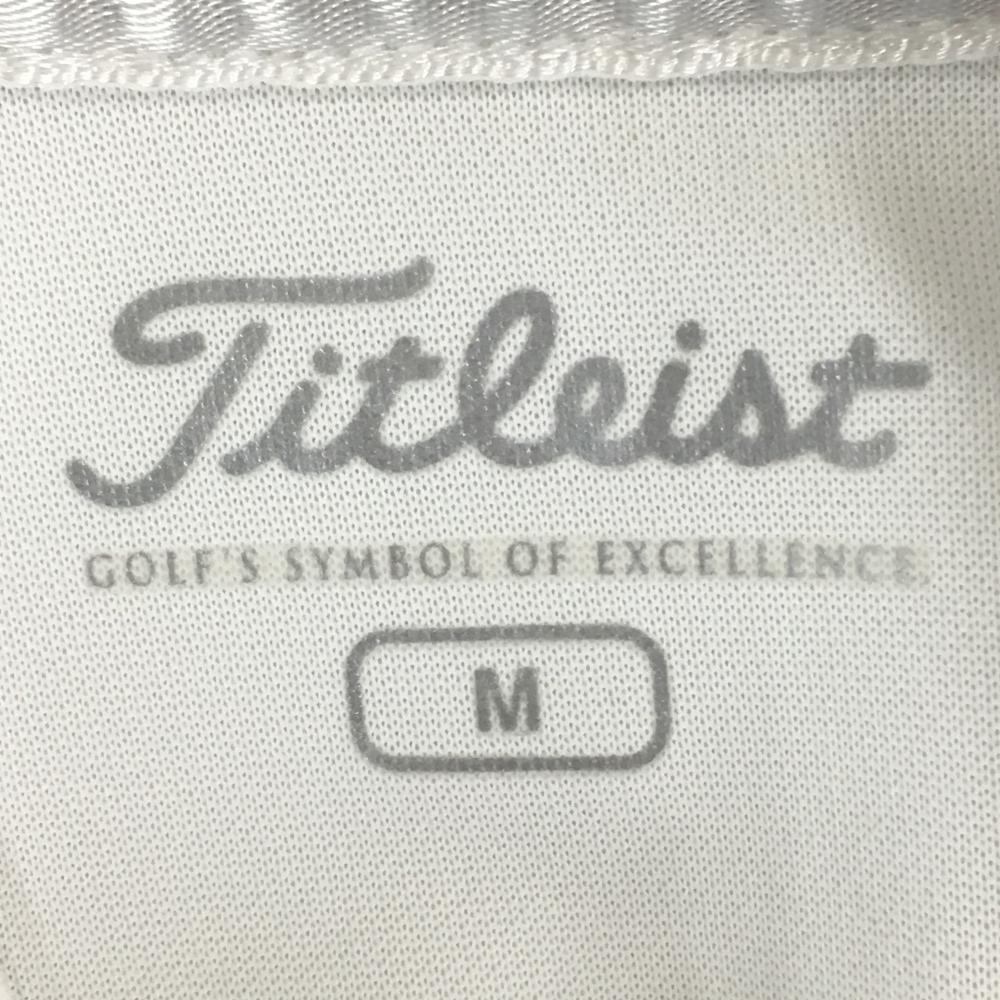 Titleist
GOLF'S SYMBOL OF EXCELLENCE.
M